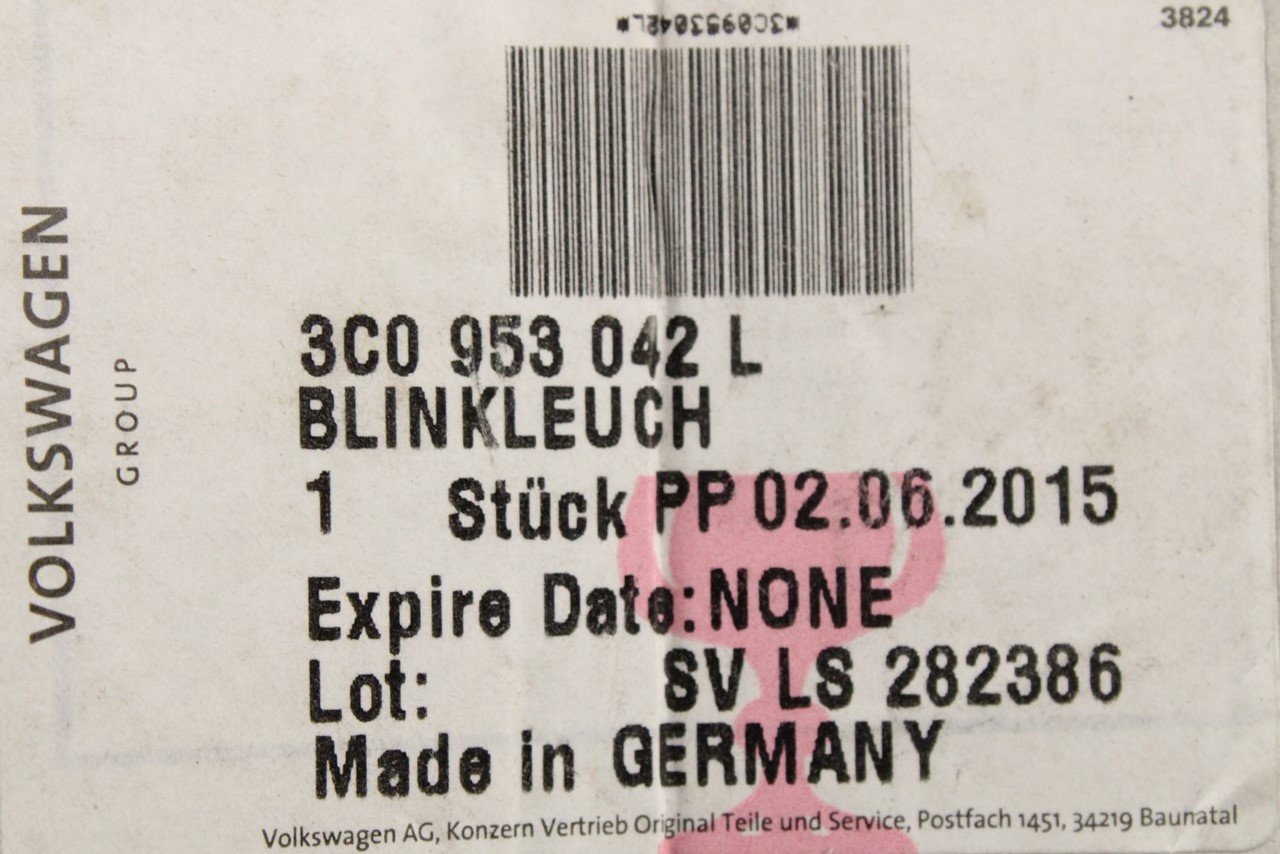 3824
*3C0953042L*
VOLKSWAGEN
GROUP
3C0 953 042 L
BLINKLEUCH
1 Stück PP 02.06.2015
Expire Date: NONE
Lot: SV LS 282386
Made in GERMANY
Volkswagen AG, Konzern Vertrieb Original Teile und Service, Postfach 1451, 34219 Baunatal